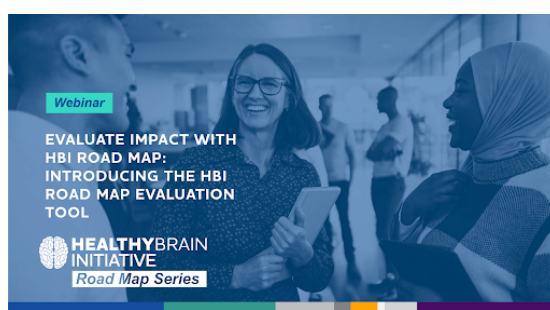 Webinar
EVALUATE IMPACT WITH
HBI ROAD MAP:
INTRODUCING THE HBI
ROAD MAP EVALUATION
TOOL
HEALTHYBRAIN
INITIATIVE
Road Map Series